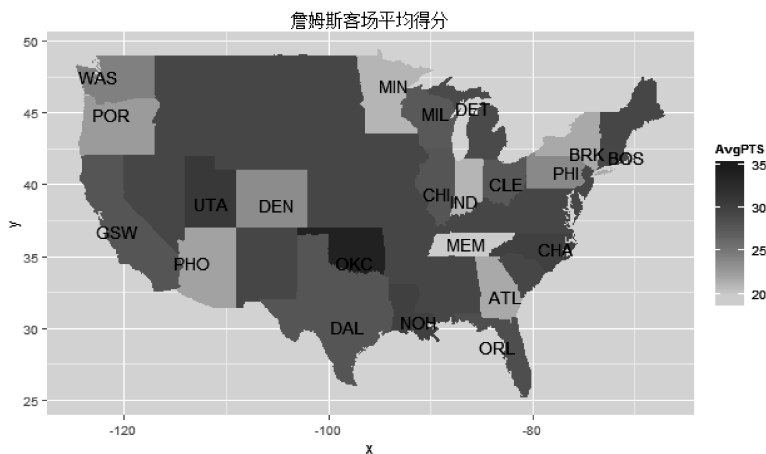 詹姆斯客场平均得分
50
45
40
35
30
25
y
WAS
POR
MIN
MIL
DET
BRK
BOS
PHI
CLE
CHI
IND
UTA
DEN
GSW
PHO
OKC
MEM
CHA
ATL
DAL
NOH
ORL
-120
-100
-80
x
AvgPTS
35
30
25
20